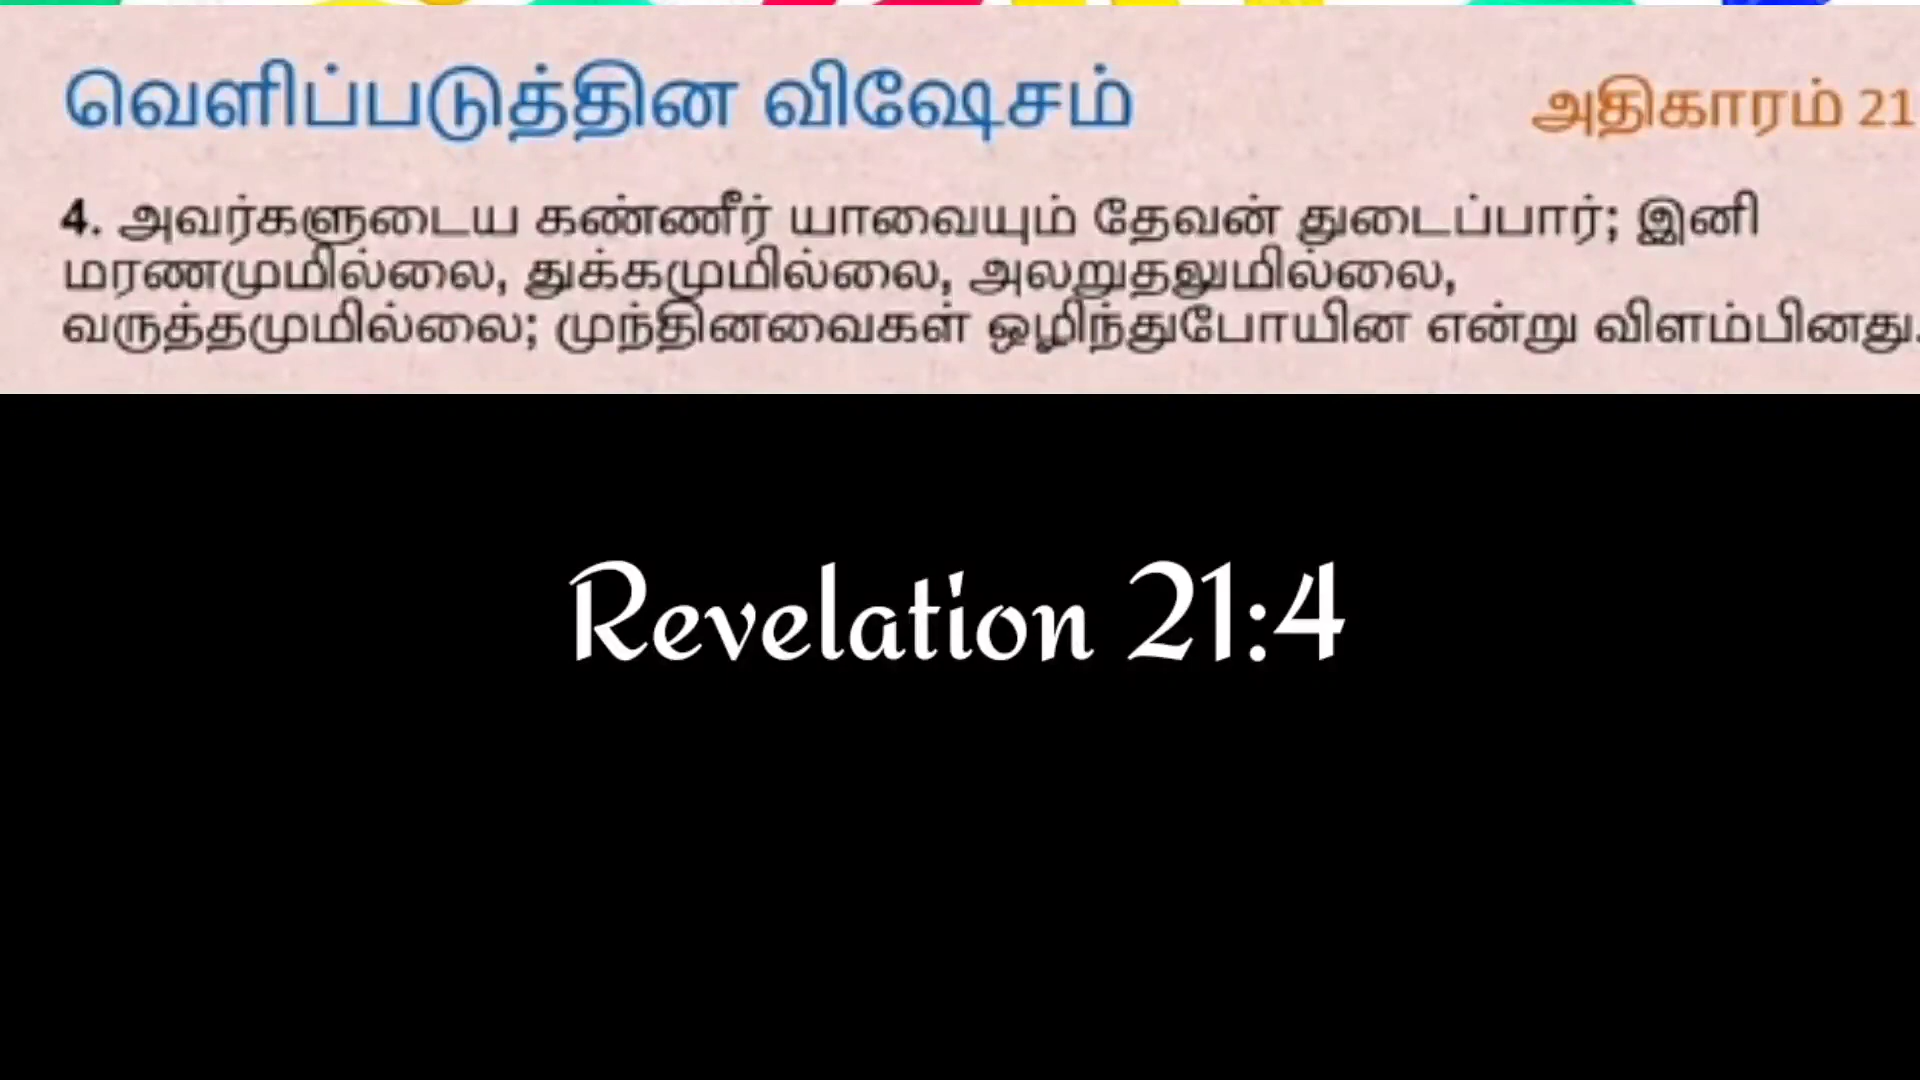 வெளிப்படுத்தின விஷேசம்
அதிகாரம் 21
4. அவர்களுடைய கண்ணீர் யாவையும் தேவன் துடைப்பார்; இனி
மரணமுமில்லை, துக்கமுமில்லை, அலறுதலுமில்லை,
வருத்தமுமில்லை; முந்தினவைகள் ஒழிந்துபோயின என்று விளம்பினது.
Revelation 21:4